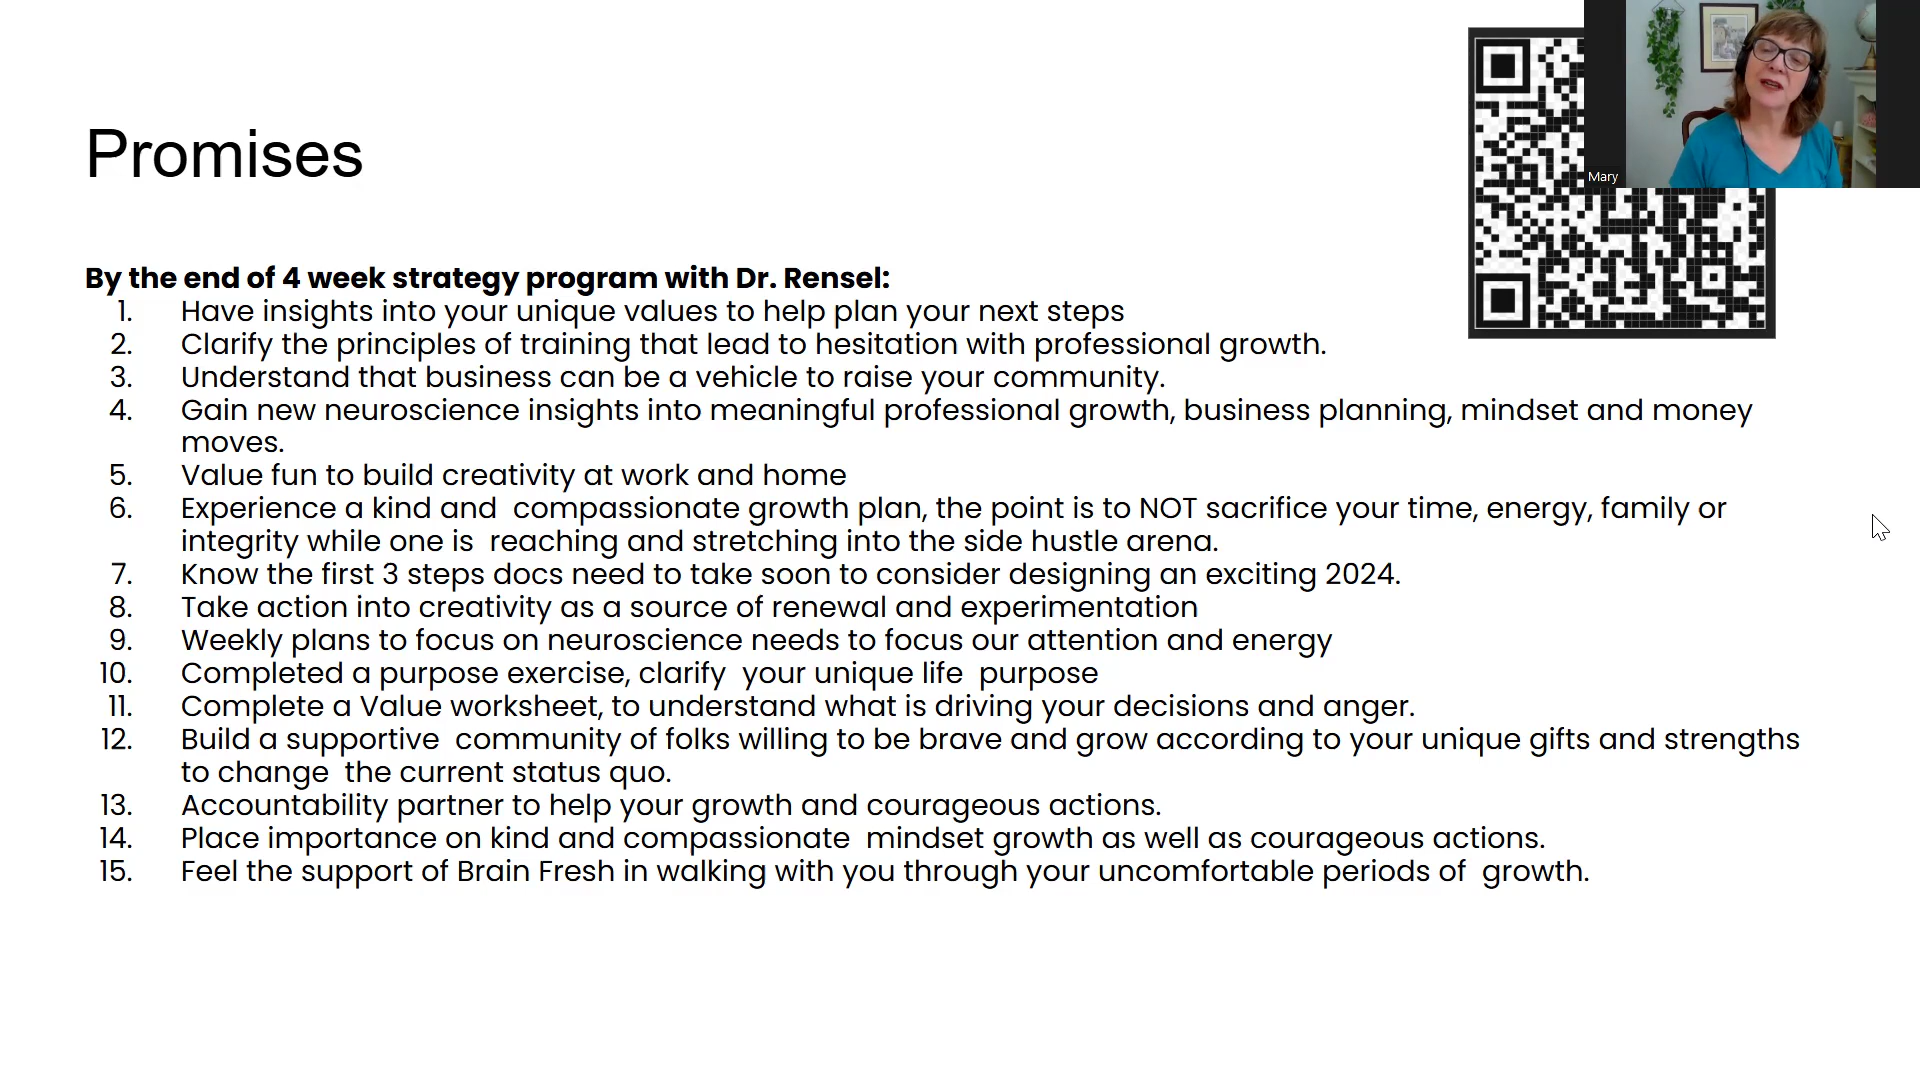 Promises
Mary
By the end of 4 week strategy program with Dr. Rensel:
1. Have insights into your unique values to help plan your next steps
2. Clarify the principles of training that lead to hesitation with professional growth.
3. Understand that business can be a vehicle to raise your community.
4. Gain new neuroscience insights into meaningful professional growth, business planning, mindset and money
moves.
5. Value fun to build creativity at work and home
6. Experience a kind and  compassionate growth plan, the point is to NOT sacrifice your time, energy, family or
integrity while one is  reaching and stretching into the side hustle arena.
7. Know the first 3 steps docs need to take soon to consider designing an exciting 2024.
8. Take action into creativity as a source of renewal and experimentation
9. Weekly plans to focus on neuroscience needs to focus our attention and energy
10. Completed a purpose exercise, clarify  your unique life  purpose
11. Complete a Value worksheet, to understand what is driving your decisions and anger.
12. Build a supportive  community of folks willing to be brave and grow according to your unique gifts and strengths
to change  the current status quo.
13. Accountability partner to help your growth and courageous actions.
14. Place importance on kind and compassionate  mindset growth as well as courageous actions.
15. Feel the support of Brain Fresh in walking with you through your uncomfortable periods of  growth.